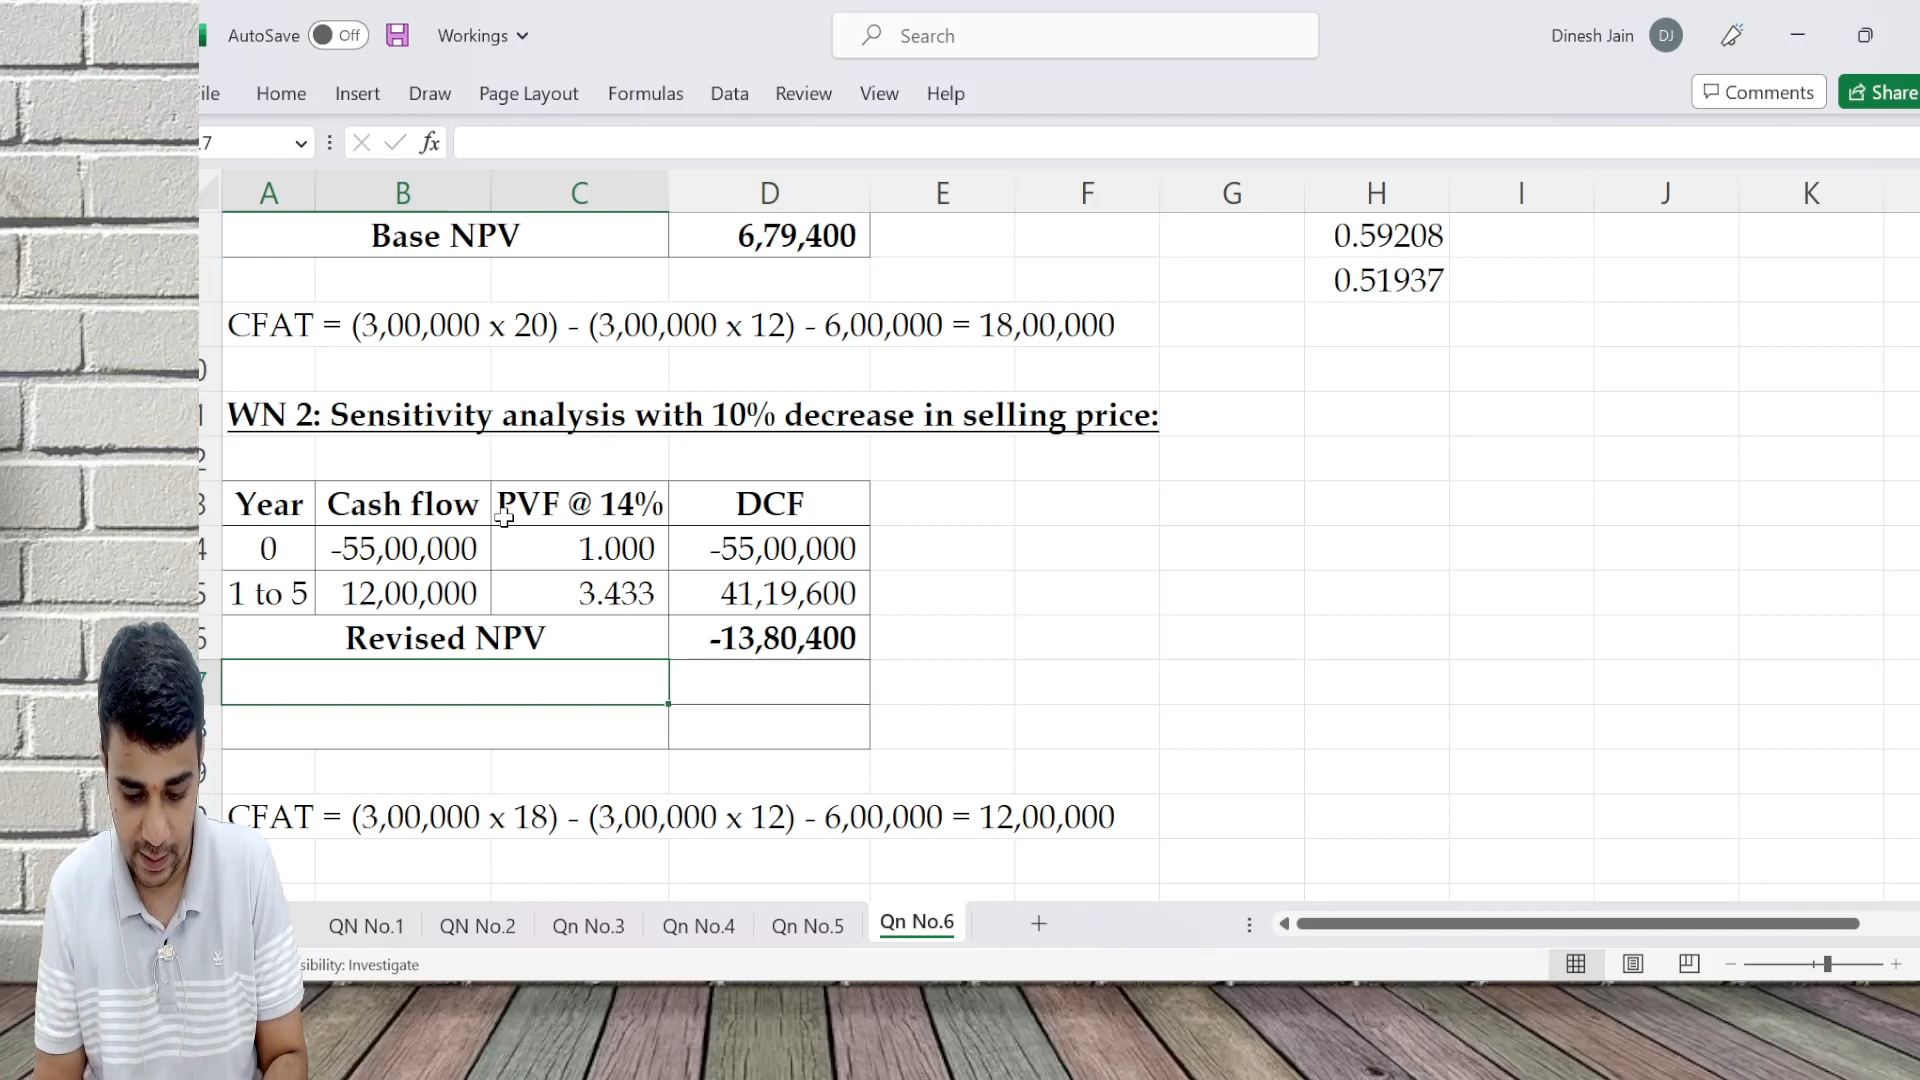 AutoSave Off Workings Search Dinesh Jain DJ
ile Home Insert Draw Page Layout Formulas Data Review View Help Comments Share
fx
A B C D E F G H I J K
Base NPV 6,79,400 0.59208
0.51937
CFAT = (3,00,000 x 20) - (3,00,000 x 12) - 6,00,000 = 18,00,000
WN 2: Sensitivity analysis with 10% decrease in selling price:
Year Cash flow PVF @ 14% DCF
0 -55,00,000 1.000 -55,00,000
1 to 5 12,00,000 3.433 41,19,600
Revised NPV -13,80,400
CFAT = (3,00,000 x 18) - (3,00,000 x 12) - 6,00,000 = 12,00,000
QN No.1 QN No.2 Qn No.3 Qn No.4 Qn No.5 Qn No.6
sibility: Investigate